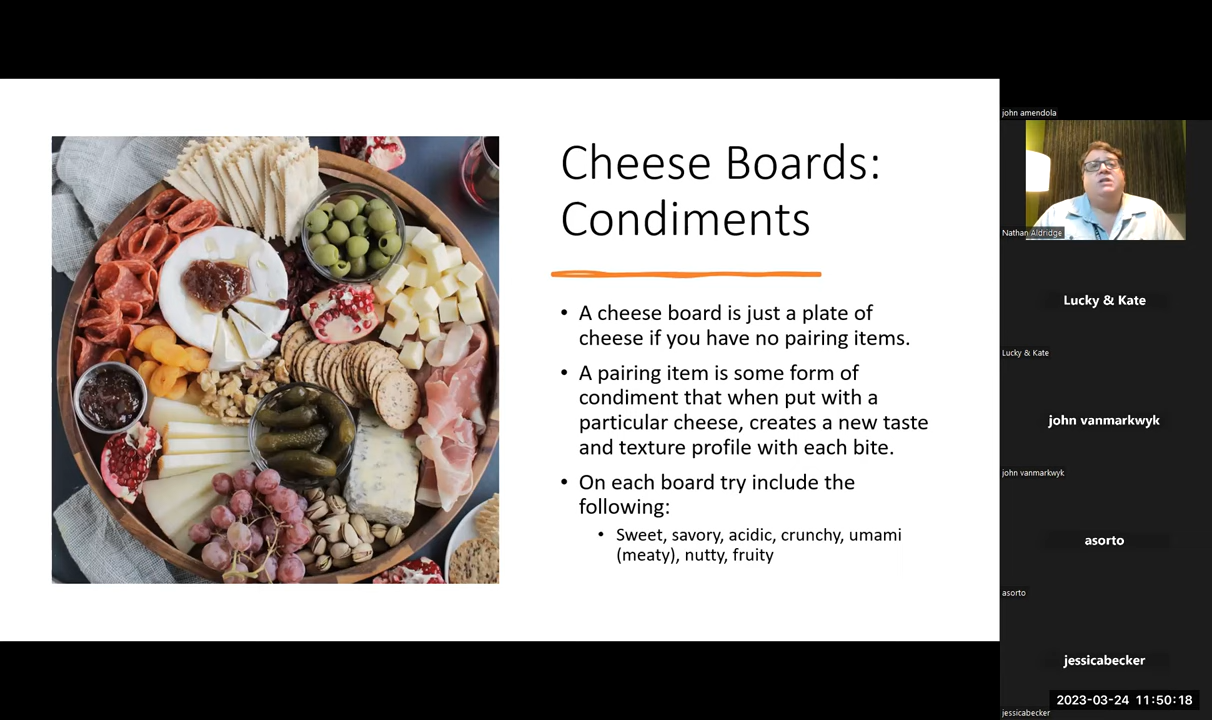 Cheese Boards:
Condiments
• A cheese board is just a plate of
cheese if you have no pairing items.
• A pairing item is some form of
condiment that when put with a
particular cheese, creates a new taste
and texture profile with each bite.
• On each board try include the
following:
• Sweet, savory, acidic, crunchy, umami
(meaty), nutty, fruity
john amendola
Nathan Aldridge
Lucky & Kate
Lucky & Kate
john vanmarkwyk
john vanmarkwyk
asorto
asorto
jessicabecker
2023-03-24 11:50:18
jessicabecker